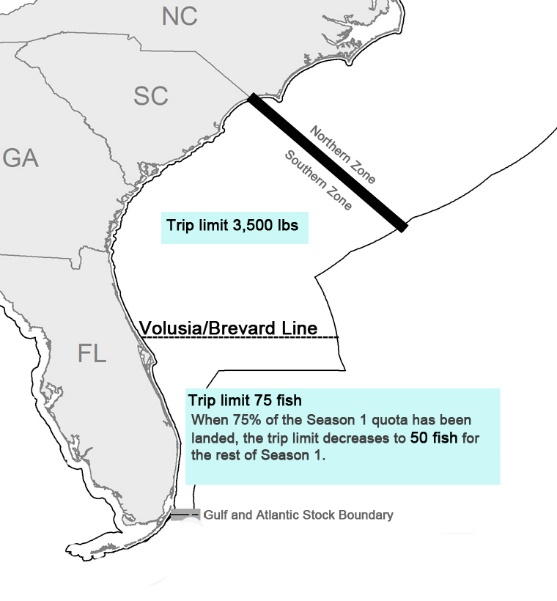 NC
SC
GA
Northern Zone
Southern Zone
Trip limit 3,500 lbs
Volusia/Brevard Line
FL
Trip limit 75 fish
When 75% of the Season 1 quota has been
landed, the trip limit decreases to 50 fish for
the rest of Season 1.
Gulf and Atlantic Stock Boundary